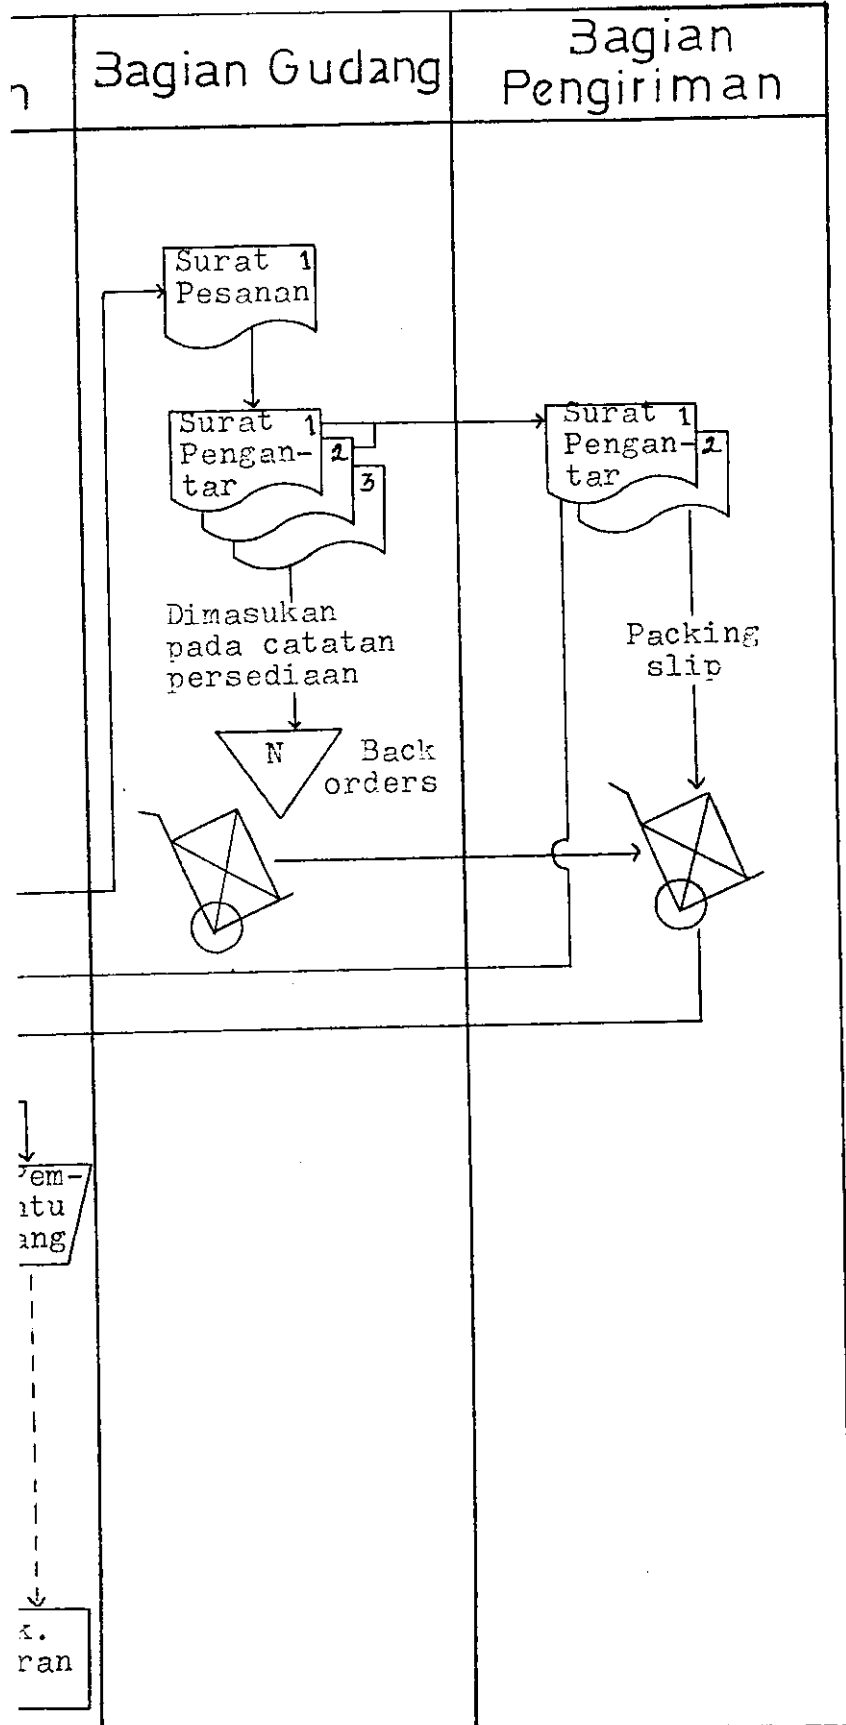 Bagian Gudang
Bagian
Pengiriman
Surat 1
Pesanan
Surat 1
Pengan-
tar
2
3
Surat 1
Pengan-
tar
2
Dimasukan
pada catatan
persediaan
Packing
slip
N
Back
orders